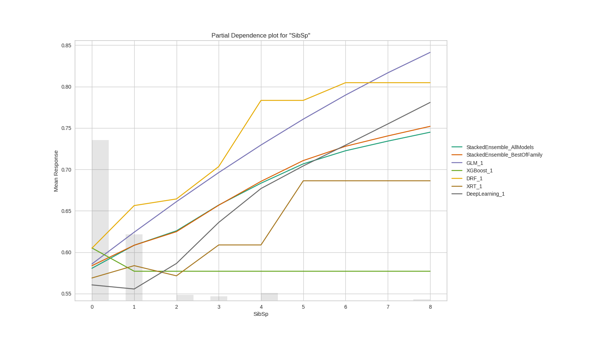 Partial Dependence plot for "SibSp"
0.85
0.80
0.75
0.70
0.65
0.60
0.55
Mean Response
0 1 2 3 4 5 6 7 8
SibSp
StackedEnsemble_AllModels
StackedEnsemble_BestOfFamily
GLM_1
XGBoost_1
DRF_1
XRT_1
DeepLearning_1